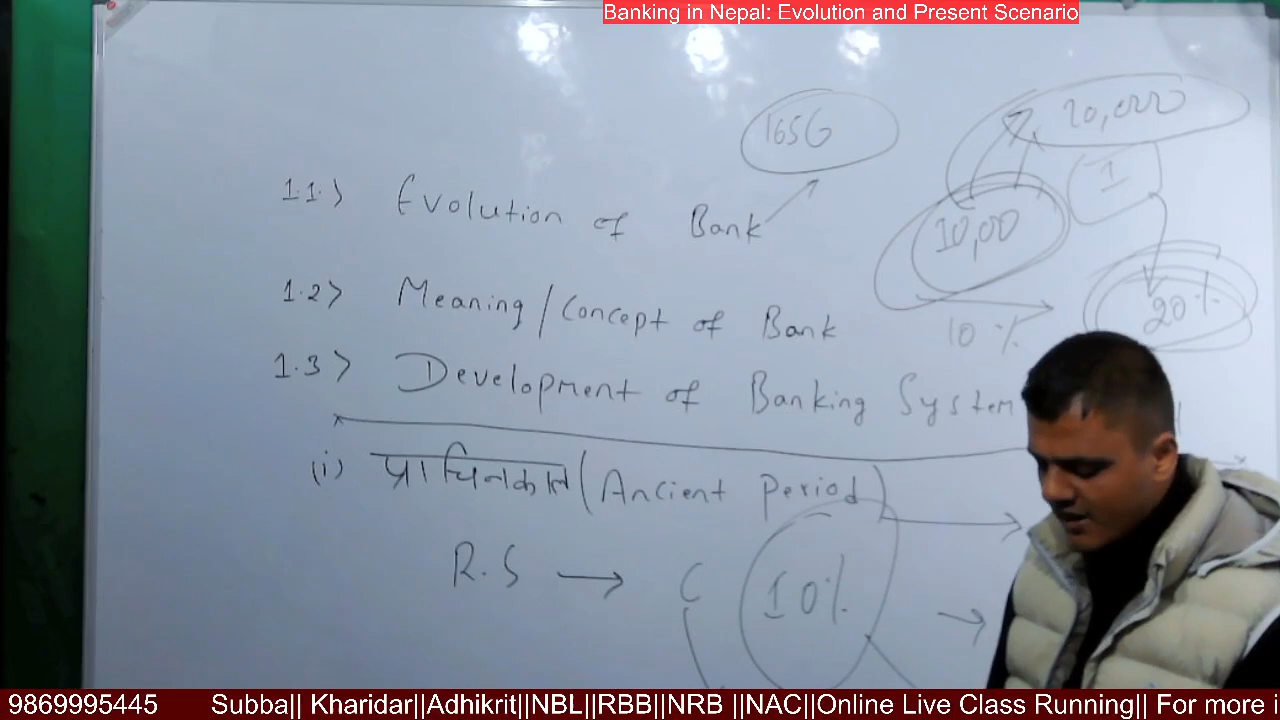 Banking in Nepal: Evolution and Present Scenario
1656
20,000
1
1.1> Evolution of Bank
10,00
20%
1.2> Meaning/Concept of Bank
10%
1.3> Development of Banking System
(i) प्राचिनकाल (Ancient Period)
R.S → C 10% →
9869995445 Subba|| Kharidar||Adhikrit||NBL||RBB||NRB ||NAC||Online Live Class Running|| For more i